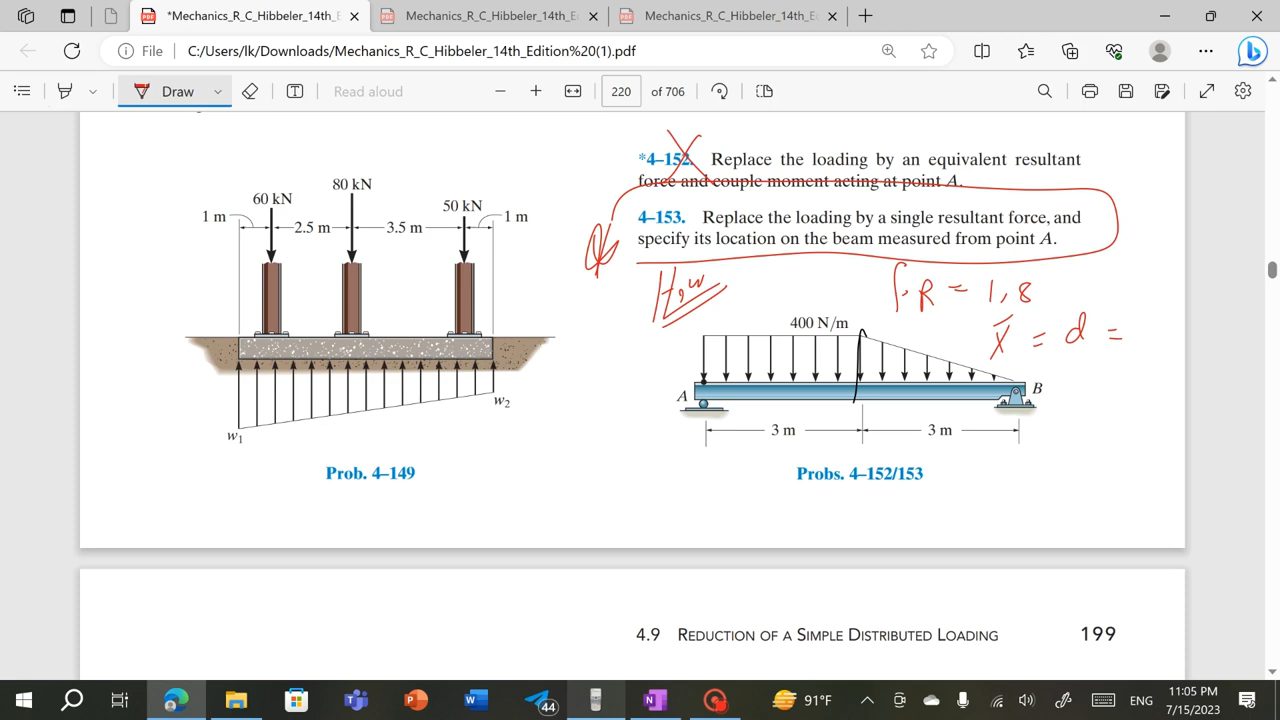 *Mechanics_R_C_Hibbeler_14th_E
Mechanics_R_C_Hibbeler_14th_Ed
Mechanics_R_C_Hibbeler_14th_Ed
File
C:/Users/lk/Downloads/Mechanics_R_C_Hibbeler_14th_Edition%20(1).pdf
Draw
Read aloud
220 of 706
*4–152. Replace the loading by an equivalent resultant
force and couple moment acting at point A.
4–153. Replace the loading by a single resultant force, and
specify its location on the beam measured from point A.
H.w
R = 1,8
x̄ = d =
60 kN
80 kN
50 kN
1 m
2.5 m
3.5 m
1 m
w1
w2
Prob. 4–149
400 N/m
A
B
3 m
3 m
Probs. 4–152/153
4.9 REDUCTION OF A SIMPLE DISTRIBUTED LOADING 199
44
91°F
ENG
11:05 PM
7/15/2023